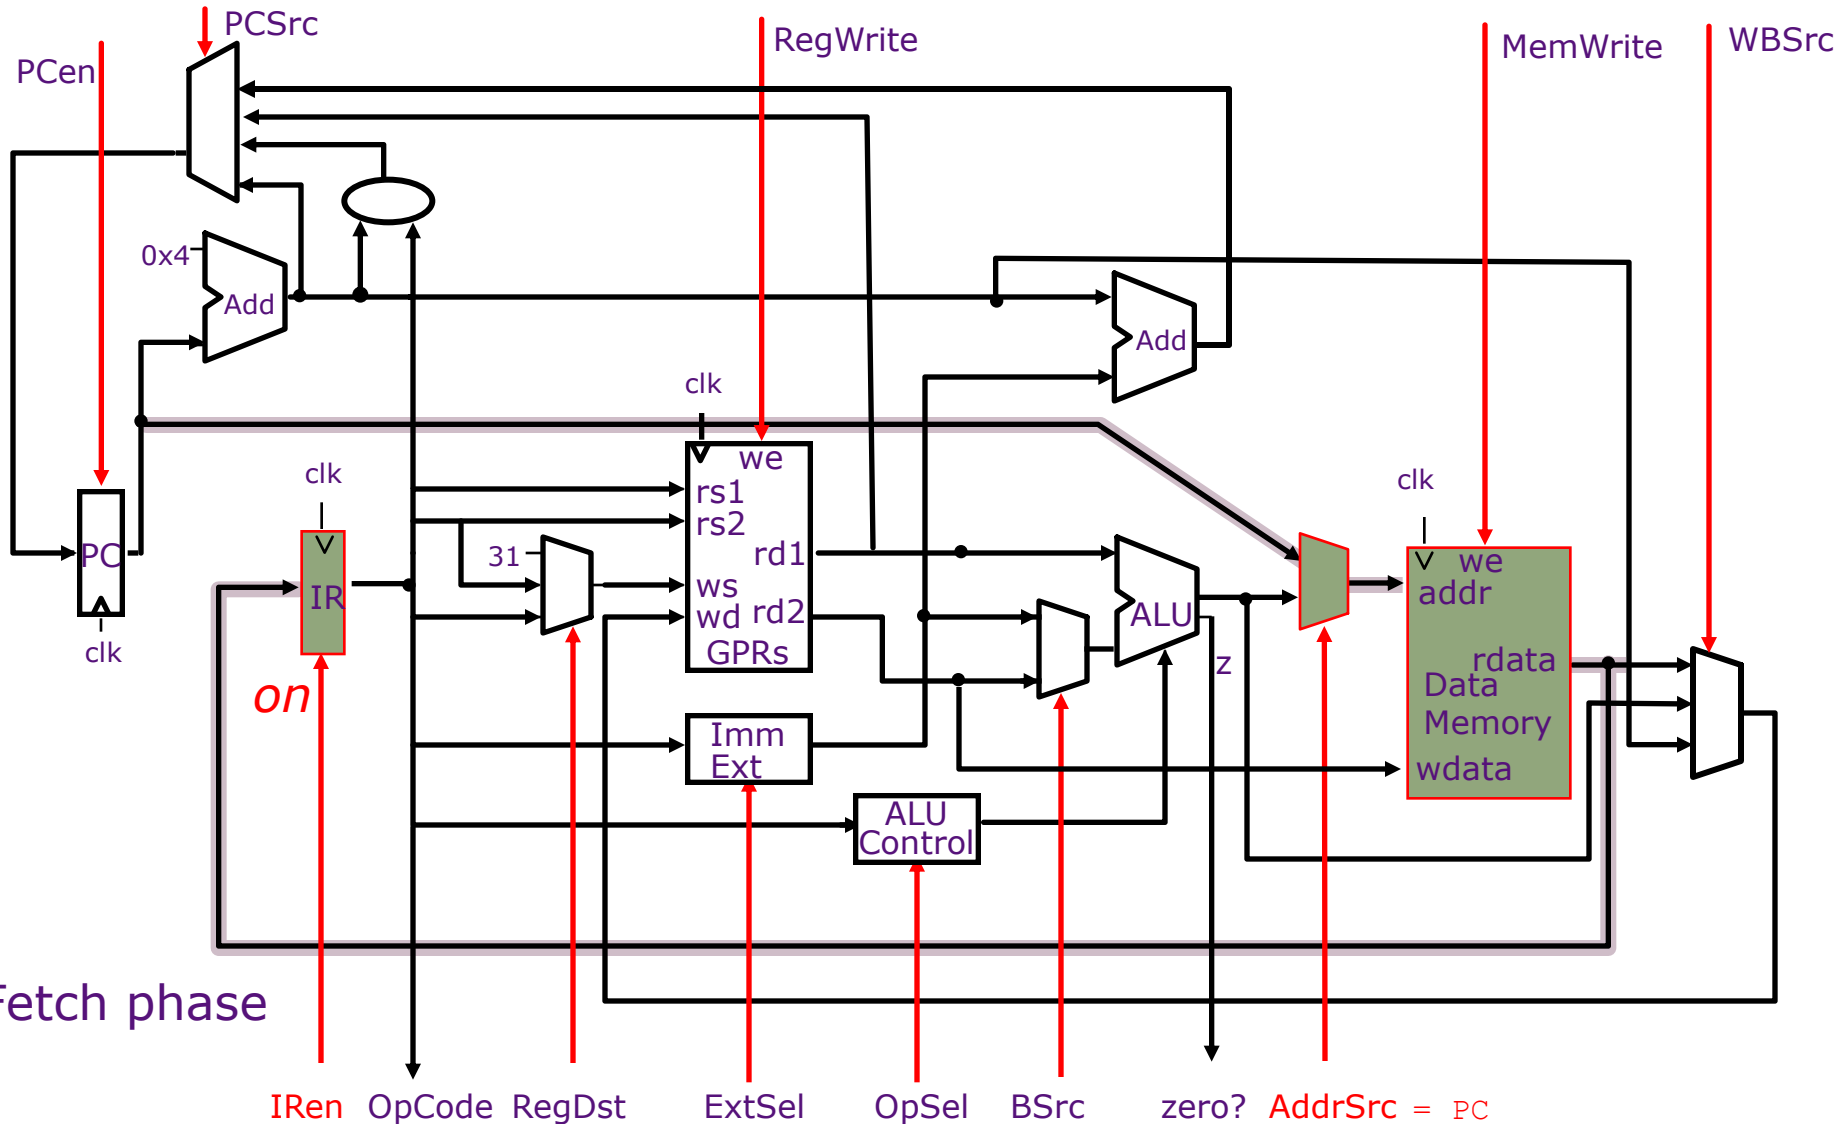 PCSrc
RegWrite
MemWrite
WBSrc
PCen
0x4
Add
Add
clk
we
clk
clk
rs1
rs2
31
rd1
PC
IR
ws
wd
rd2
ALU
we
addr
clk
GPRs
z
rdata
on
Data
Memory
Imm
Ext
wdata
ALU
Control
Fetch phase
IRen OpCode RegDst ExtSel OpSel BSrc zero? AddrSrc = PC